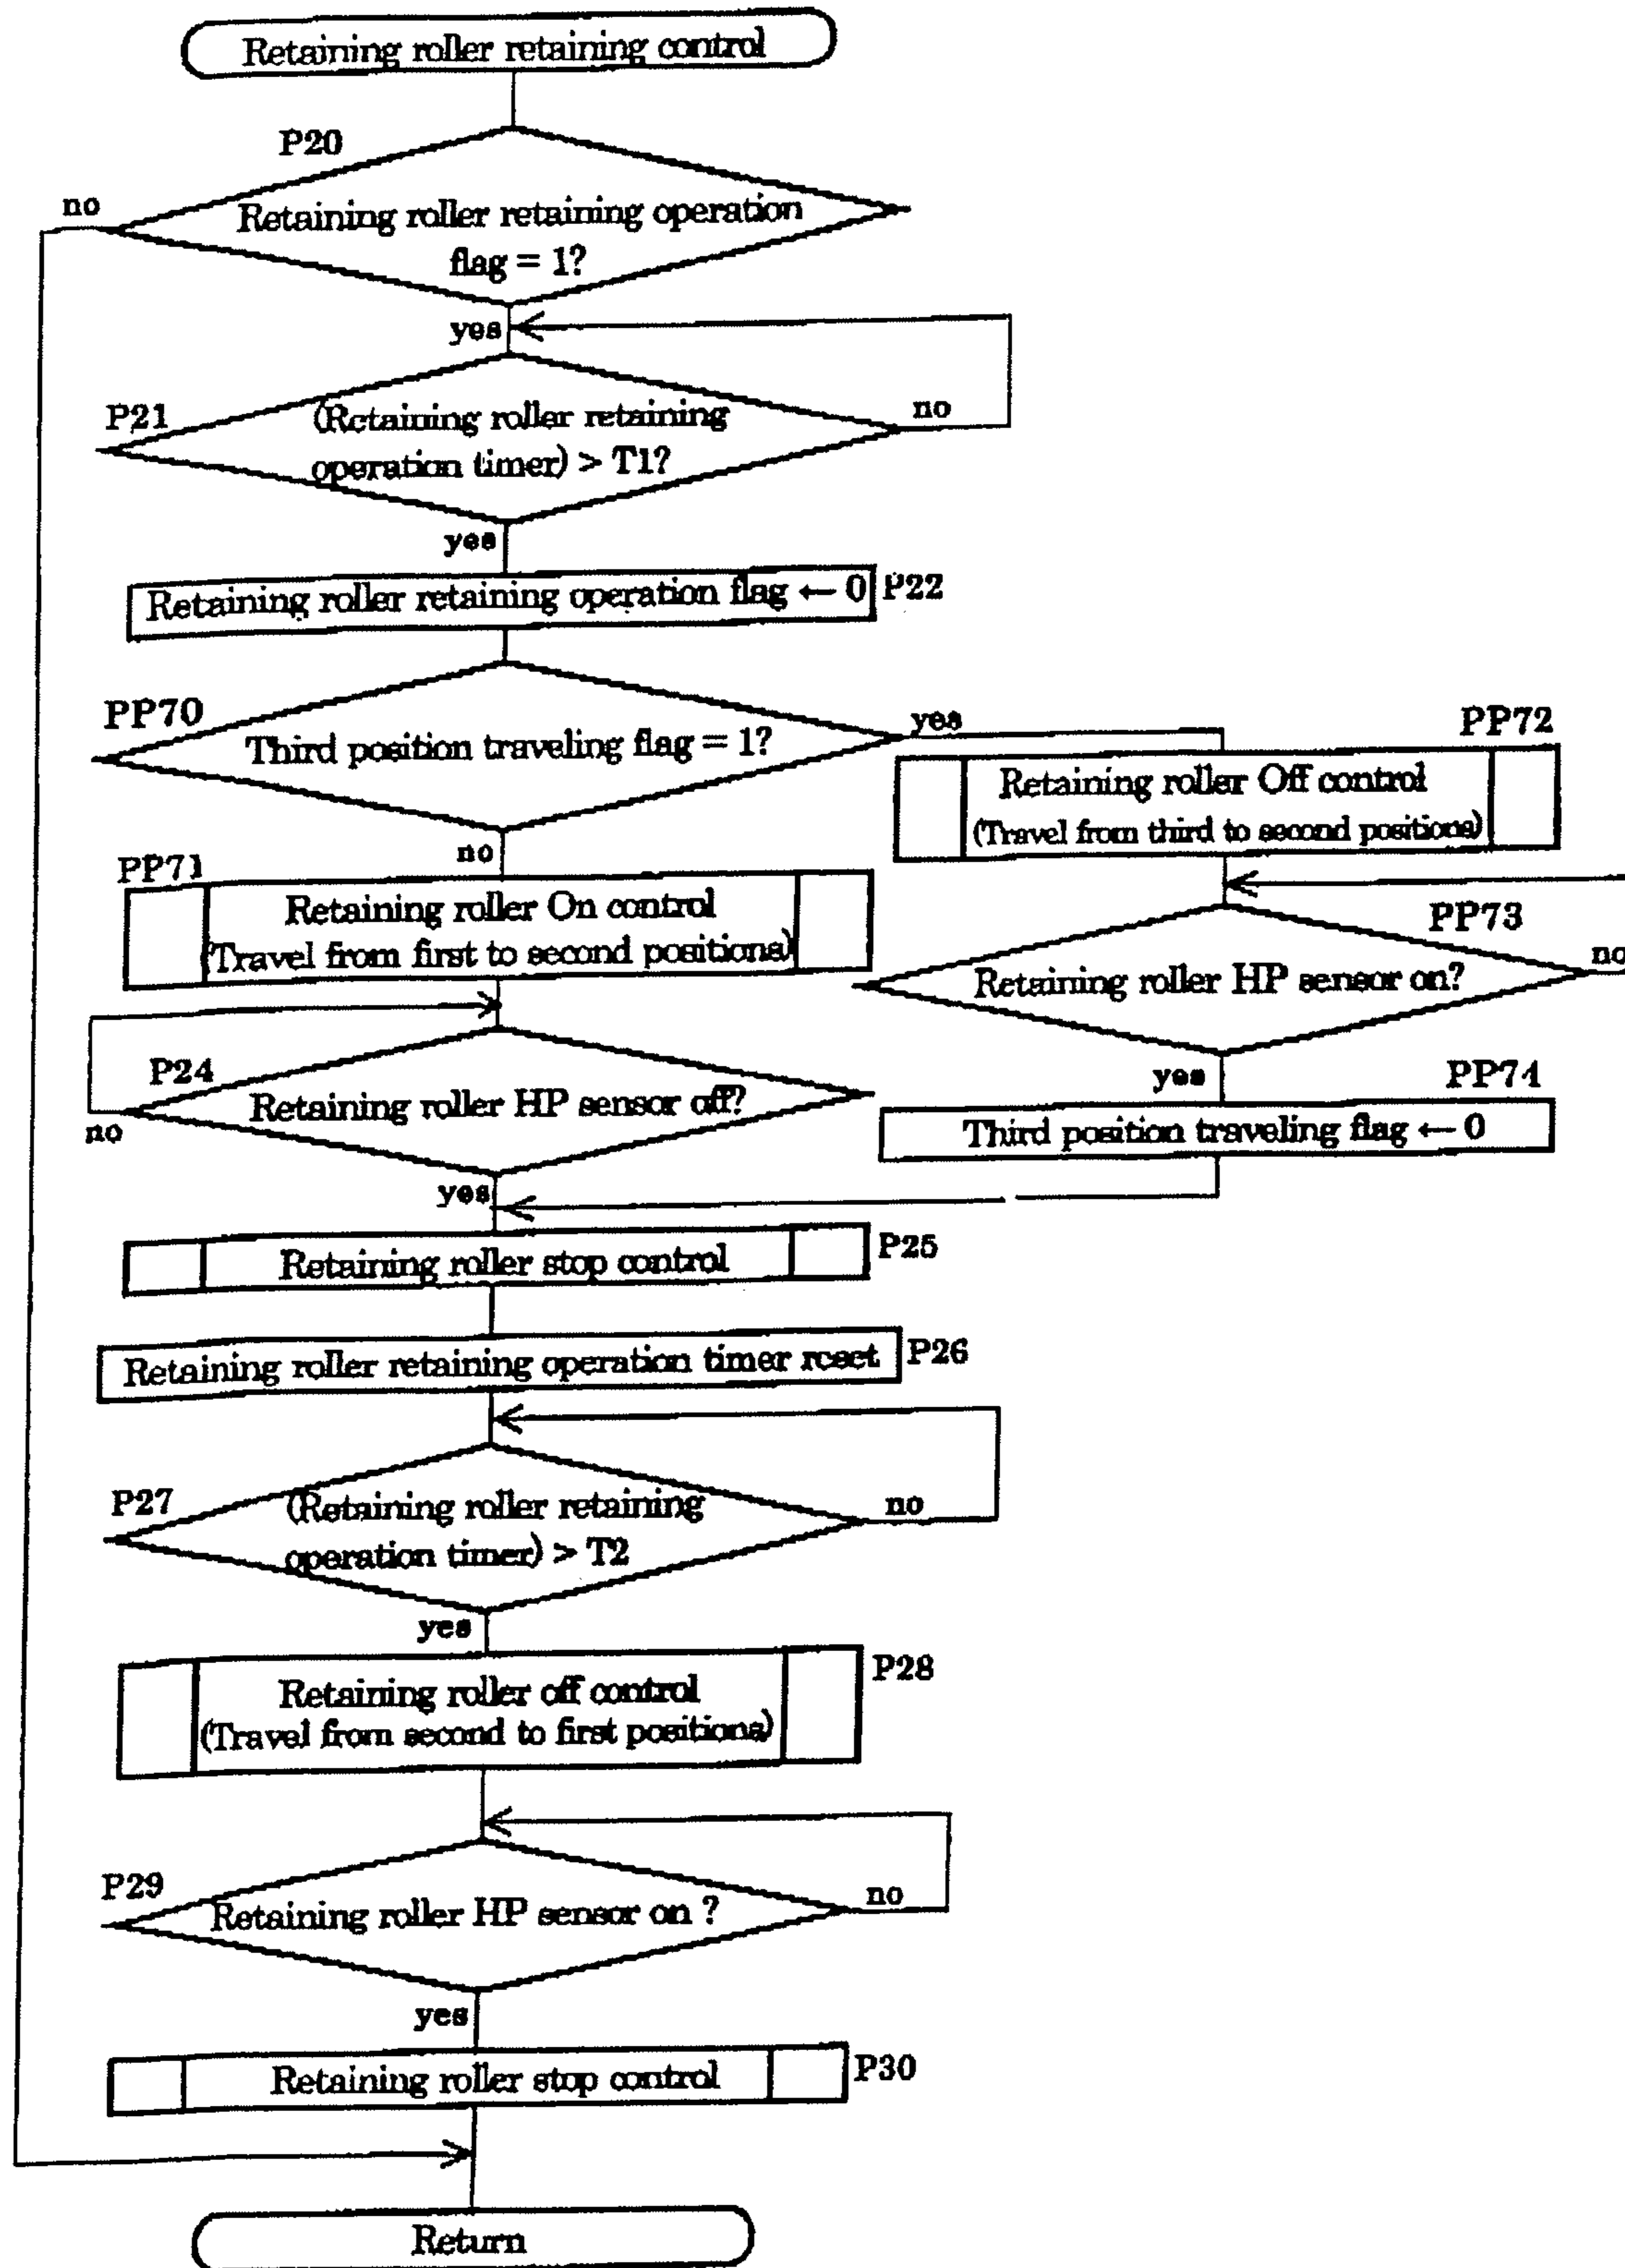 Retaining roller retaining control
P20
no
Retaining roller retaining operation
flag = 1?
yes
P21
(Retaining roller retaining
operation timer) > T1?
no
yes
Retaining roller retaining operation flag ← 0
P22
PP70
Third position traveling flag = 1?
yes
PP72
Retaining roller Off control
(Travel from third to second positions)
no
PP71
Retaining roller On control
(Travel from first to second positions)
PP73
Retaining roller HP sensor on?
no
P24
Retaining roller HP sensor off?
no
yes
PP74
Third position traveling flag ← 0
yes
Retaining roller stop control
P25
Retaining roller retaining operation timer reset
P26
P27
(Retaining roller retaining
operation timer) > T2
no
yes
Retaining roller off control
(Travel from second to first positions)
P28
P29
Retaining roller HP sensor on ?
no
yes
Retaining roller stop control
P30
Return